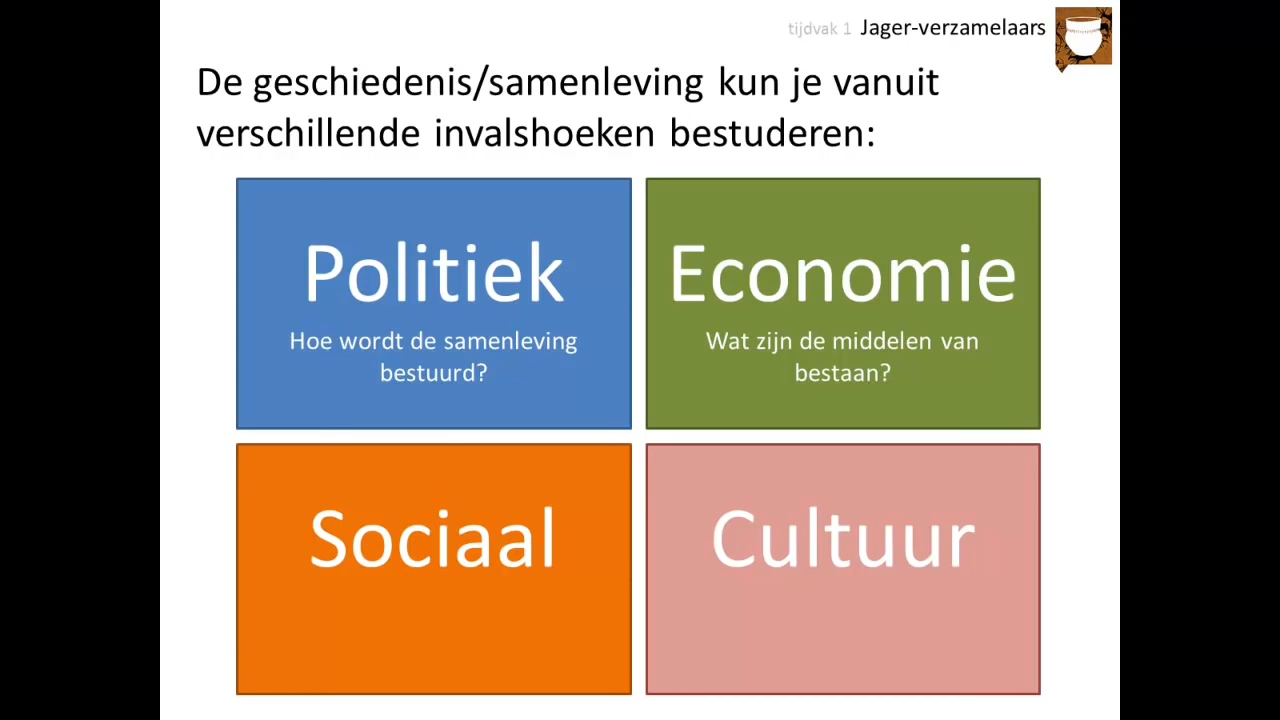 tijdvak 1 Jager-verzamelaars
De geschiedenis/samenleving kun je vanuit
verschillende invalshoeken bestuderen:
Politiek
Hoe wordt de samenleving
bestuurd?
Economie
Wat zijn de middelen van
bestaan?
Sociaal
Cultuur